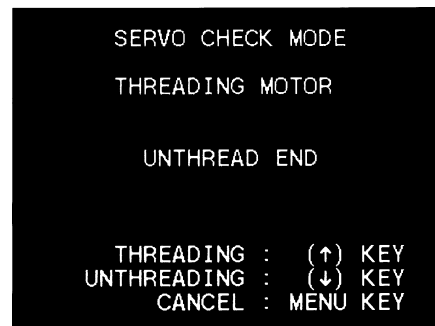 SERVO CHECK MODE
THREADING MOTOR
UNTHREAD END
THREADING : (↑) KEY
UNTHREADING : (↓) KEY
CANCEL : MENU KEY